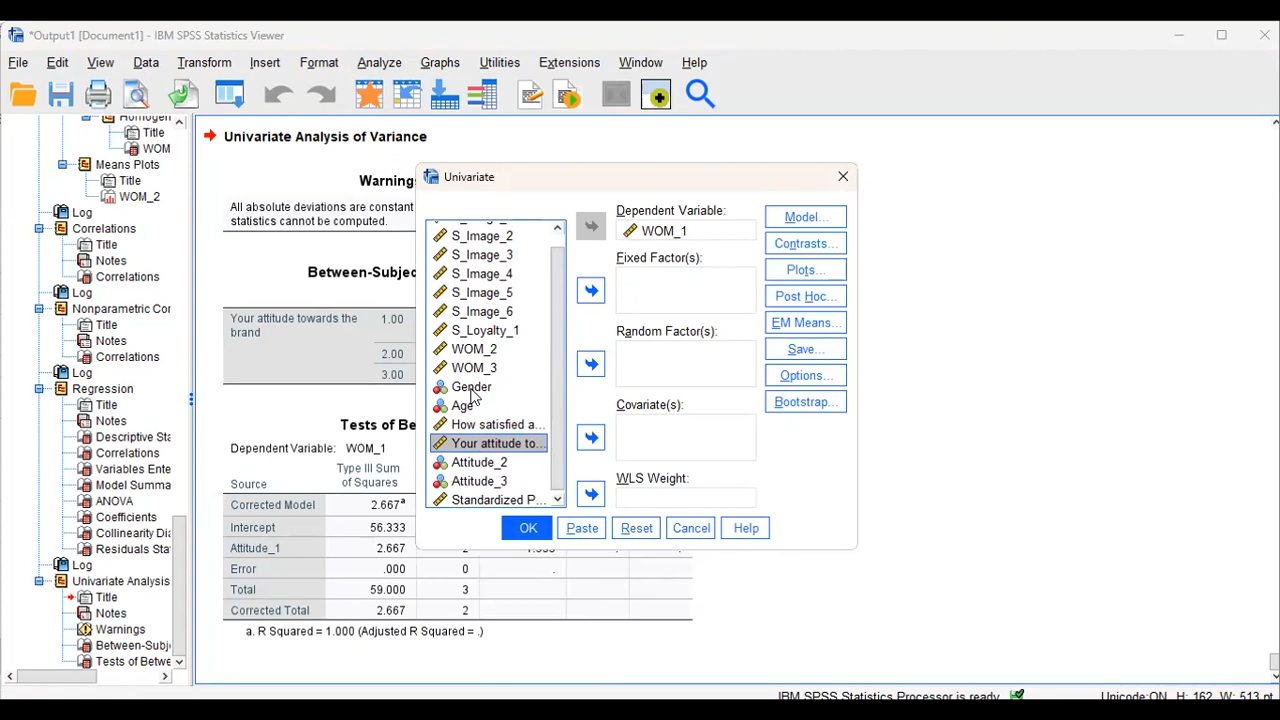 *Output1 [Document1] - IBM SPSS Statistics Viewer
File Edit View Data Transform Insert Format Analyze Graphs Utilities Extensions Window Help
Title
WOM
Means Plots
Title
WOM_2
Log
Correlations
Title
Notes
Correlations
Log
Nonparametric Cor
Title
Notes
Correlations
Log
Regression
Title
Notes
Descriptive Sta
Correlations
Variables Ente
Model Summa
ANOVA
Coefficients
Collinearity Dia
Residuals Stat
Log
Univariate Analysis
Title
Notes
Warnings
Between-Subj
Tests of Betwe
Univariate Analysis of Variance
Warning
All absolute deviations are constant
statistics cannot be computed.
Between-Subjec
Your attitude towards the 1.00
brand
2.00
3.00
Tests of Be
Dependent Variable: WOM_1
Type III Sum
Source of Squares
Corrected Model 2.667ᵃ
Intercept 56.333
Attitude_1 2.667
Error .000 0 .
Total 59.000 3
Corrected Total 2.667 2
a. R Squared = 1.000 (Adjusted R Squared = .)
Univariate
S_Image_2
S_Image_3
S_Image_4
S_Image_5
S_Image_6
S_Loyalty_1
WOM_2
WOM_3
Gender
Age
How satisfied a...
Your attitude to...
Attitude_2
Attitude_3
Standardized P...
Dependent Variable:
WOM_1
Fixed Factor(s):
Random Factor(s):
Covariate(s):
WLS Weight:
Model...
Contrasts...
Plots...
Post Hoc...
EM Means...
Save...
Options...
Bootstrap...
OK Paste Reset Cancel Help
IBM SPSS Statistics Processor is ready Unicode:ON H: 162, W: 513 pt